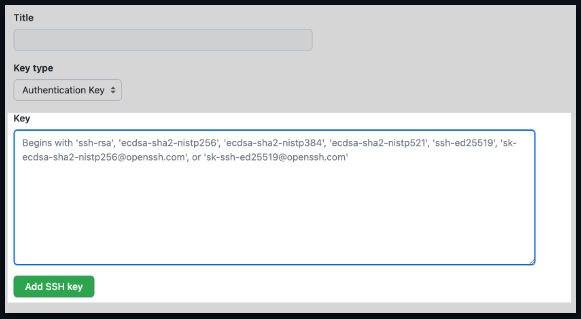 Title
Key type
Authentication Key
Key
Begins with 'ssh-rsa', 'ecdsa-sha2-nistp256', 'ecdsa-sha2-nistp384', 'ecdsa-sha2-nistp521', 'ssh-ed25519', 'sk-
ecdsa-sha2-nistp256@openssh.com', or 'sk-ssh-ed25519@openssh.com'
Add SSH key